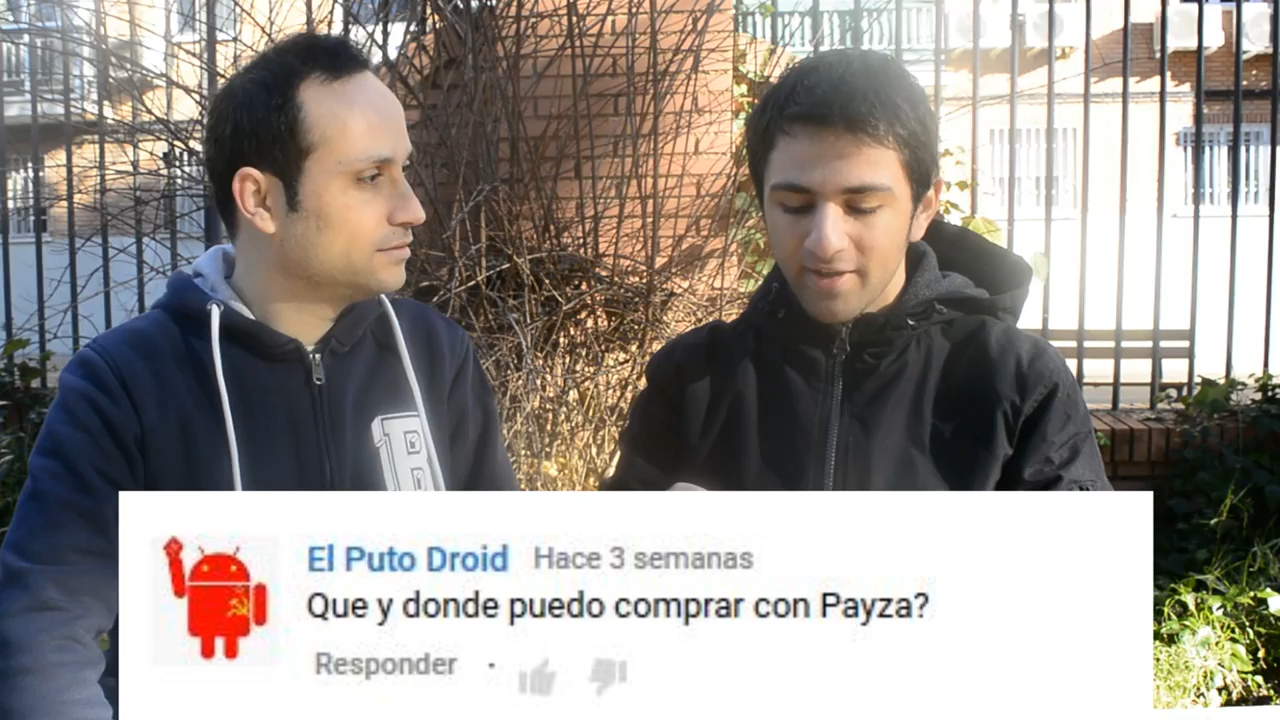 B
El Puto Droid Hace 3 semanas
Que y donde puedo comprar con Payza?
Responder